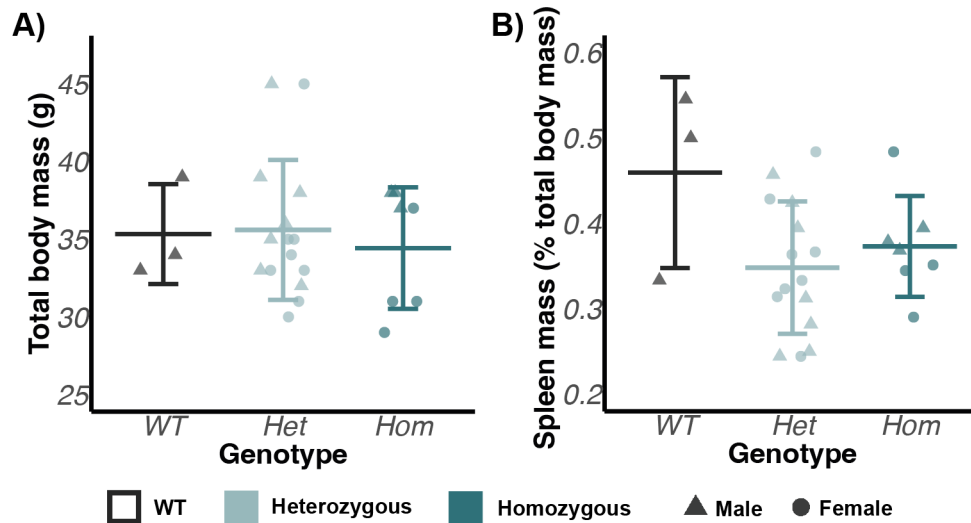 A)
Total body mass (g)
45
40
35
30
25
WT Het Hom
Genotype
B)
Spleen mass (% total body mass)
0.6
0.5
0.4
0.3
0.2
WT Het Hom
Genotype
WT Heterozygous Homozygous Male Female